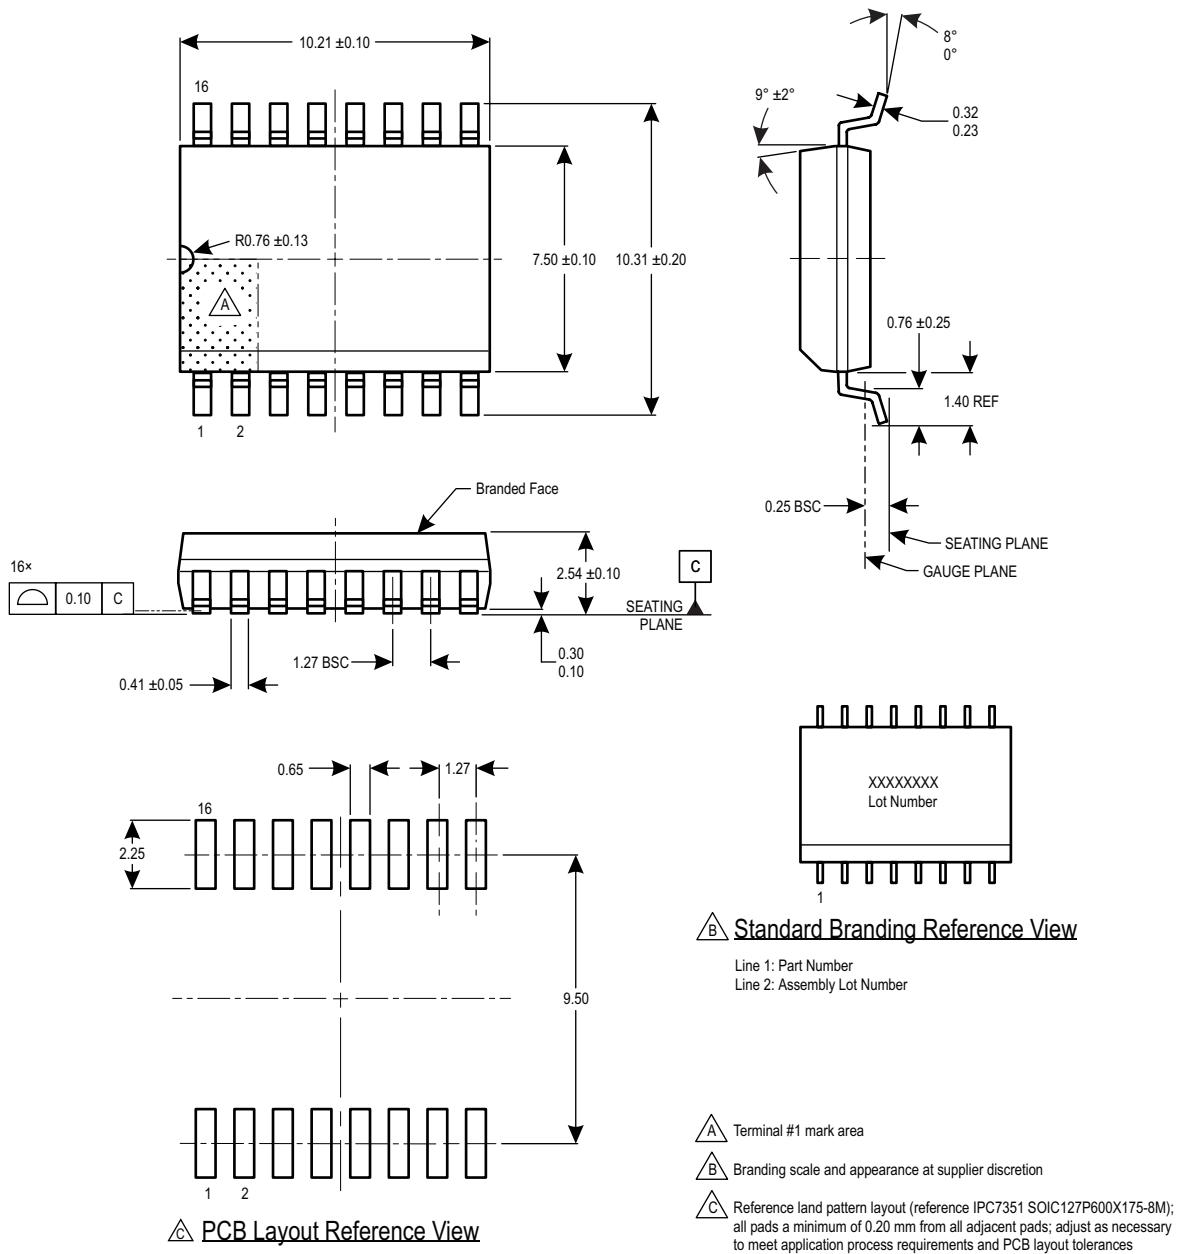 10.21 ±0.10
16
R0.76 ±0.13
A
7.50 ±0.10
10.31 ±0.20
1 2
8°
0°
9° ±2°
0.32
0.23
0.76 ±0.25
1.40 REF
0.25 BSC
SEATING PLANE
GAUGE PLANE
Branded Face
16×
0.10 C
2.54 ±0.10
C
SEATING
PLANE
0.30
0.10
1.27 BSC
0.41 ±0.05
0.65
1.27
16
2.25
9.50
1 2
C PCB Layout Reference View
XXXXXXXX
Lot Number
1
B Standard Branding Reference View
Line 1: Part Number
Line 2: Assembly Lot Number
A Terminal #1 mark area
B Branding scale and appearance at supplier discretion
C Reference land pattern layout (reference IPC7351 SOIC127P600X175-8M);
all pads a minimum of 0.20 mm from all adjacent pads; adjust as necessary
to meet application process requirements and PCB layout tolerances